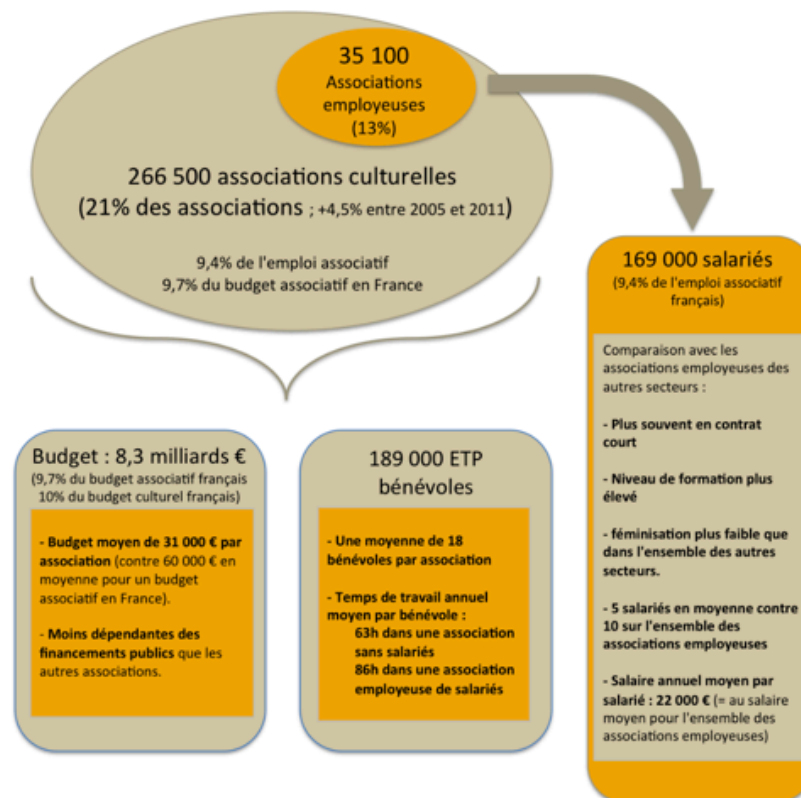 35 100
Associations
employeuses
(13%)
266 500 associations culturelles
(21% des associations ; +4,5% entre 2005 et 2011)
9,4% de l'emploi associatif
9,7% du budget associatif en France
169 000 salariés
(9,4% de l'emploi associatif
français)
Comparaison avec les
associations employeuses des
autres secteurs :
- Plus souvent en contrat
court
- Niveau de formation plus
élevé
- féminisation plus faible que
dans l'ensemble des autres
secteurs.
- 5 salariés en moyenne contre
10 sur l'ensemble des
associations employeuses
- Salaire annuel moyen par
salarié : 22 000 € (= au salaire
moyen pour l'ensemble des
associations employeuses)
Budget : 8,3 milliards €
(9,7% du budget associatif français
10% du budget culturel français)
- Budget moyen de 31 000 € par
association (contre 60 000 € en
moyenne pour un budget
associatif en France).
- Moins dépendantes des
financements publics que les
autres associations.
189 000 ETP
bénévoles
- Une moyenne de 18
bénévoles par association
- Temps de travail annuel
moyen par bénévole :
63h dans une association
sans salariés
86h dans une association
employeuse de salariés